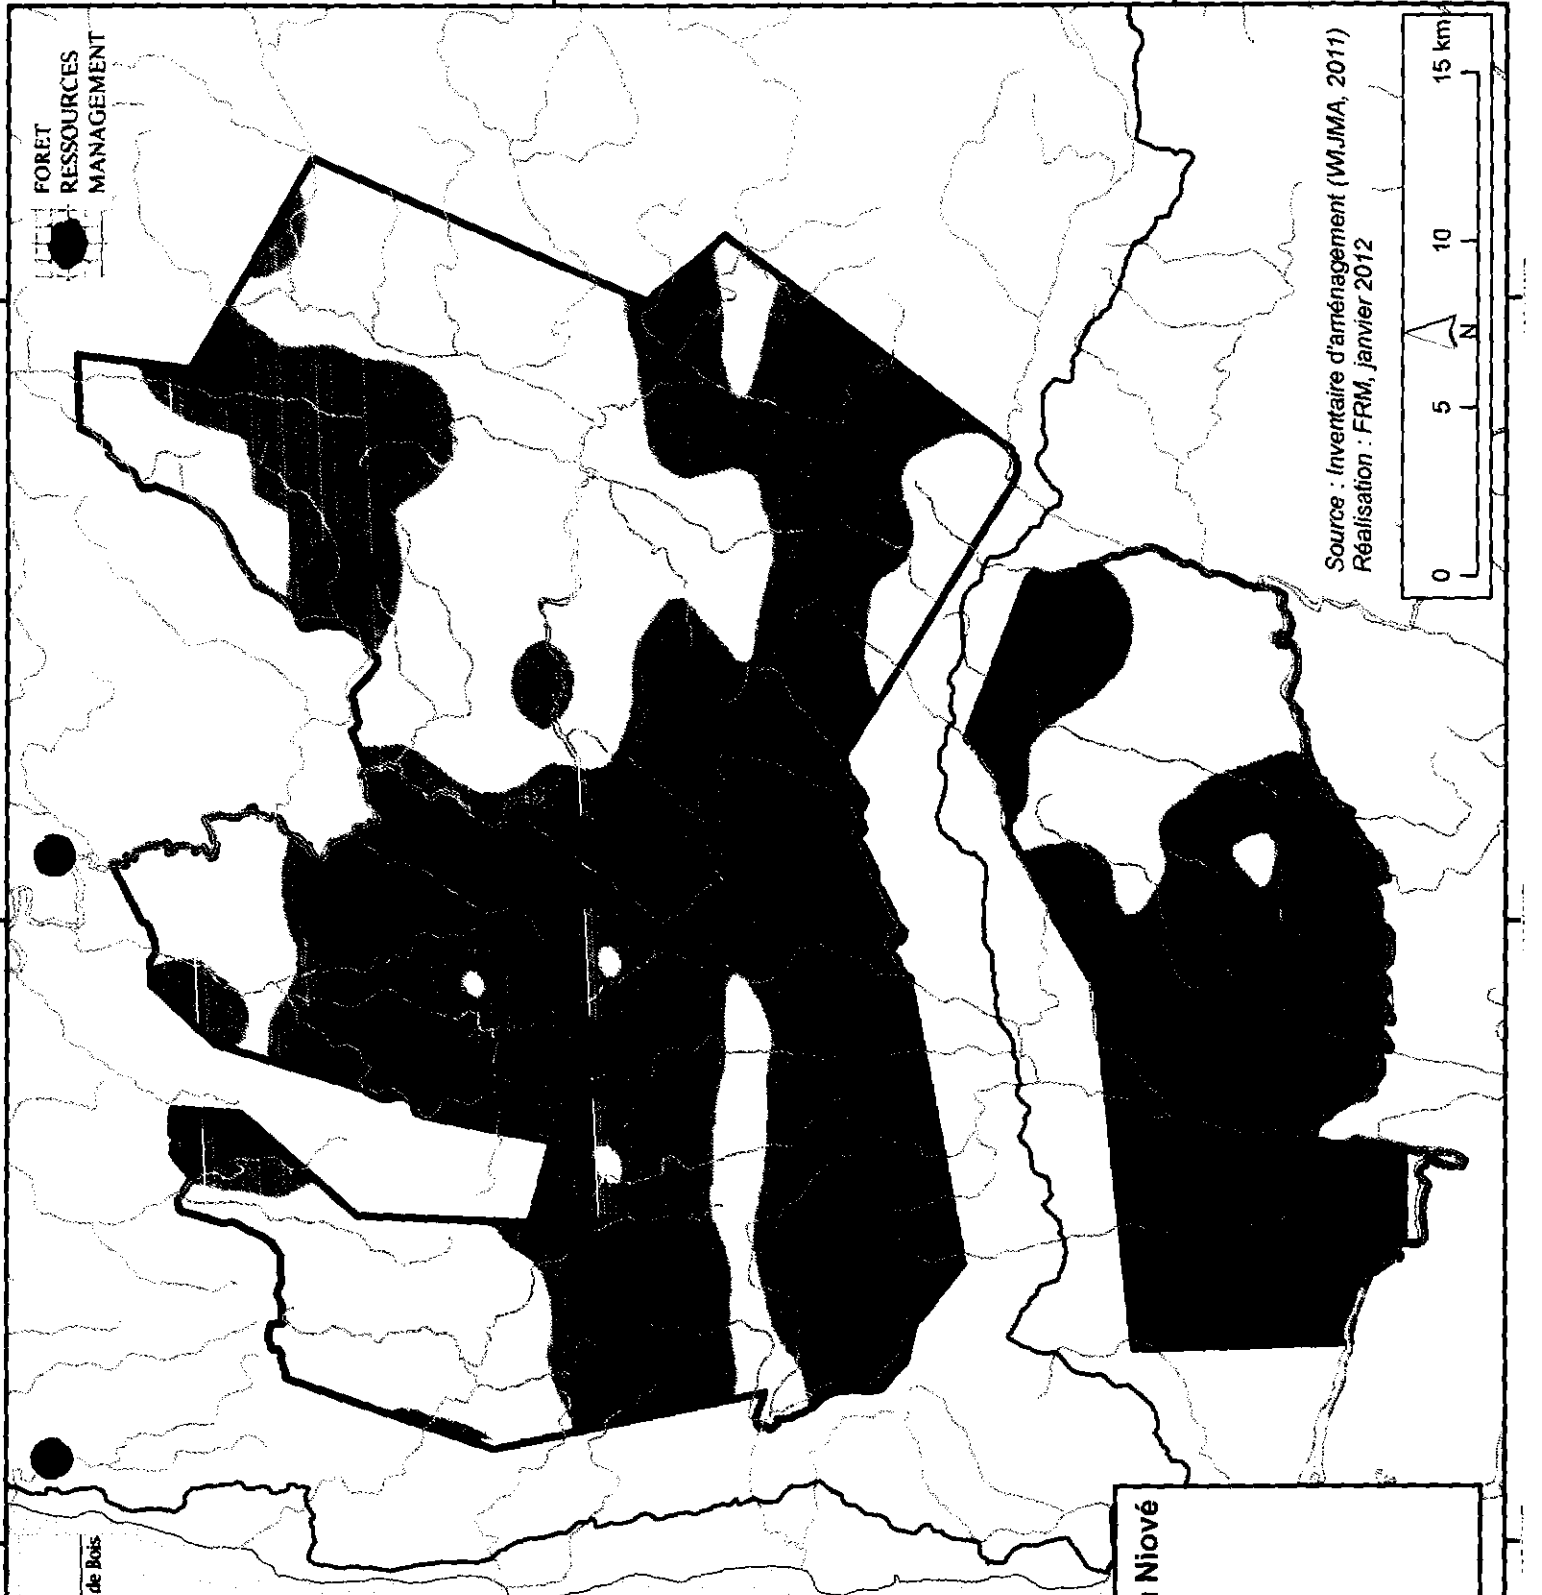 FORET
RESSOURCES
MANAGEMENT
Source : Inventaire d'aménagement (WIJMA, 2011)
Réalisation : FRM, janvier 2012
0 5 10 15 km
N
de Bois
Niové